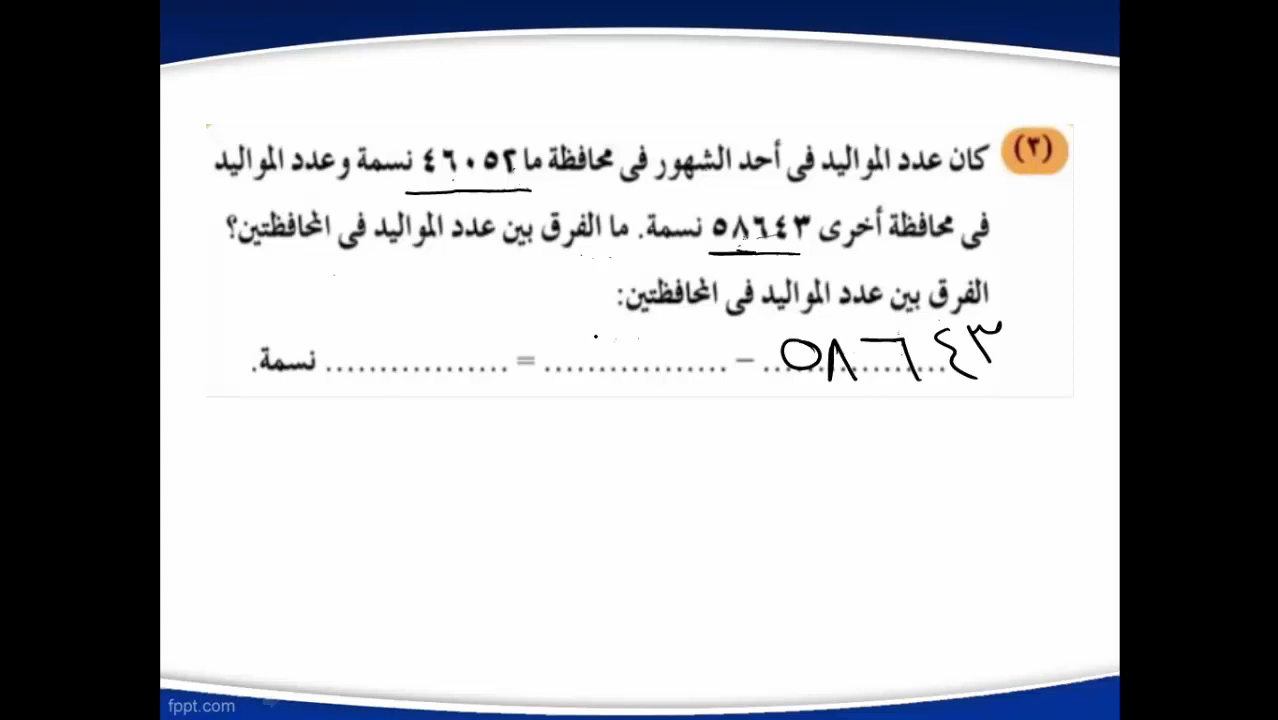 (٣) كان عدد المواليد فى أحد الشهور فى محافظة ما ٤٦٠٥٢ نسمة وعدد المواليد
فى محافظة أخرى ٥٨٦٤٣ نسمة. ما الفرق بين عدد المواليد فى المحافظتين؟
الفرق بين عدد المواليد فى المحافظتين:
٥٨٦٤٣ − ................. = ................. نسمة.
fppt.com